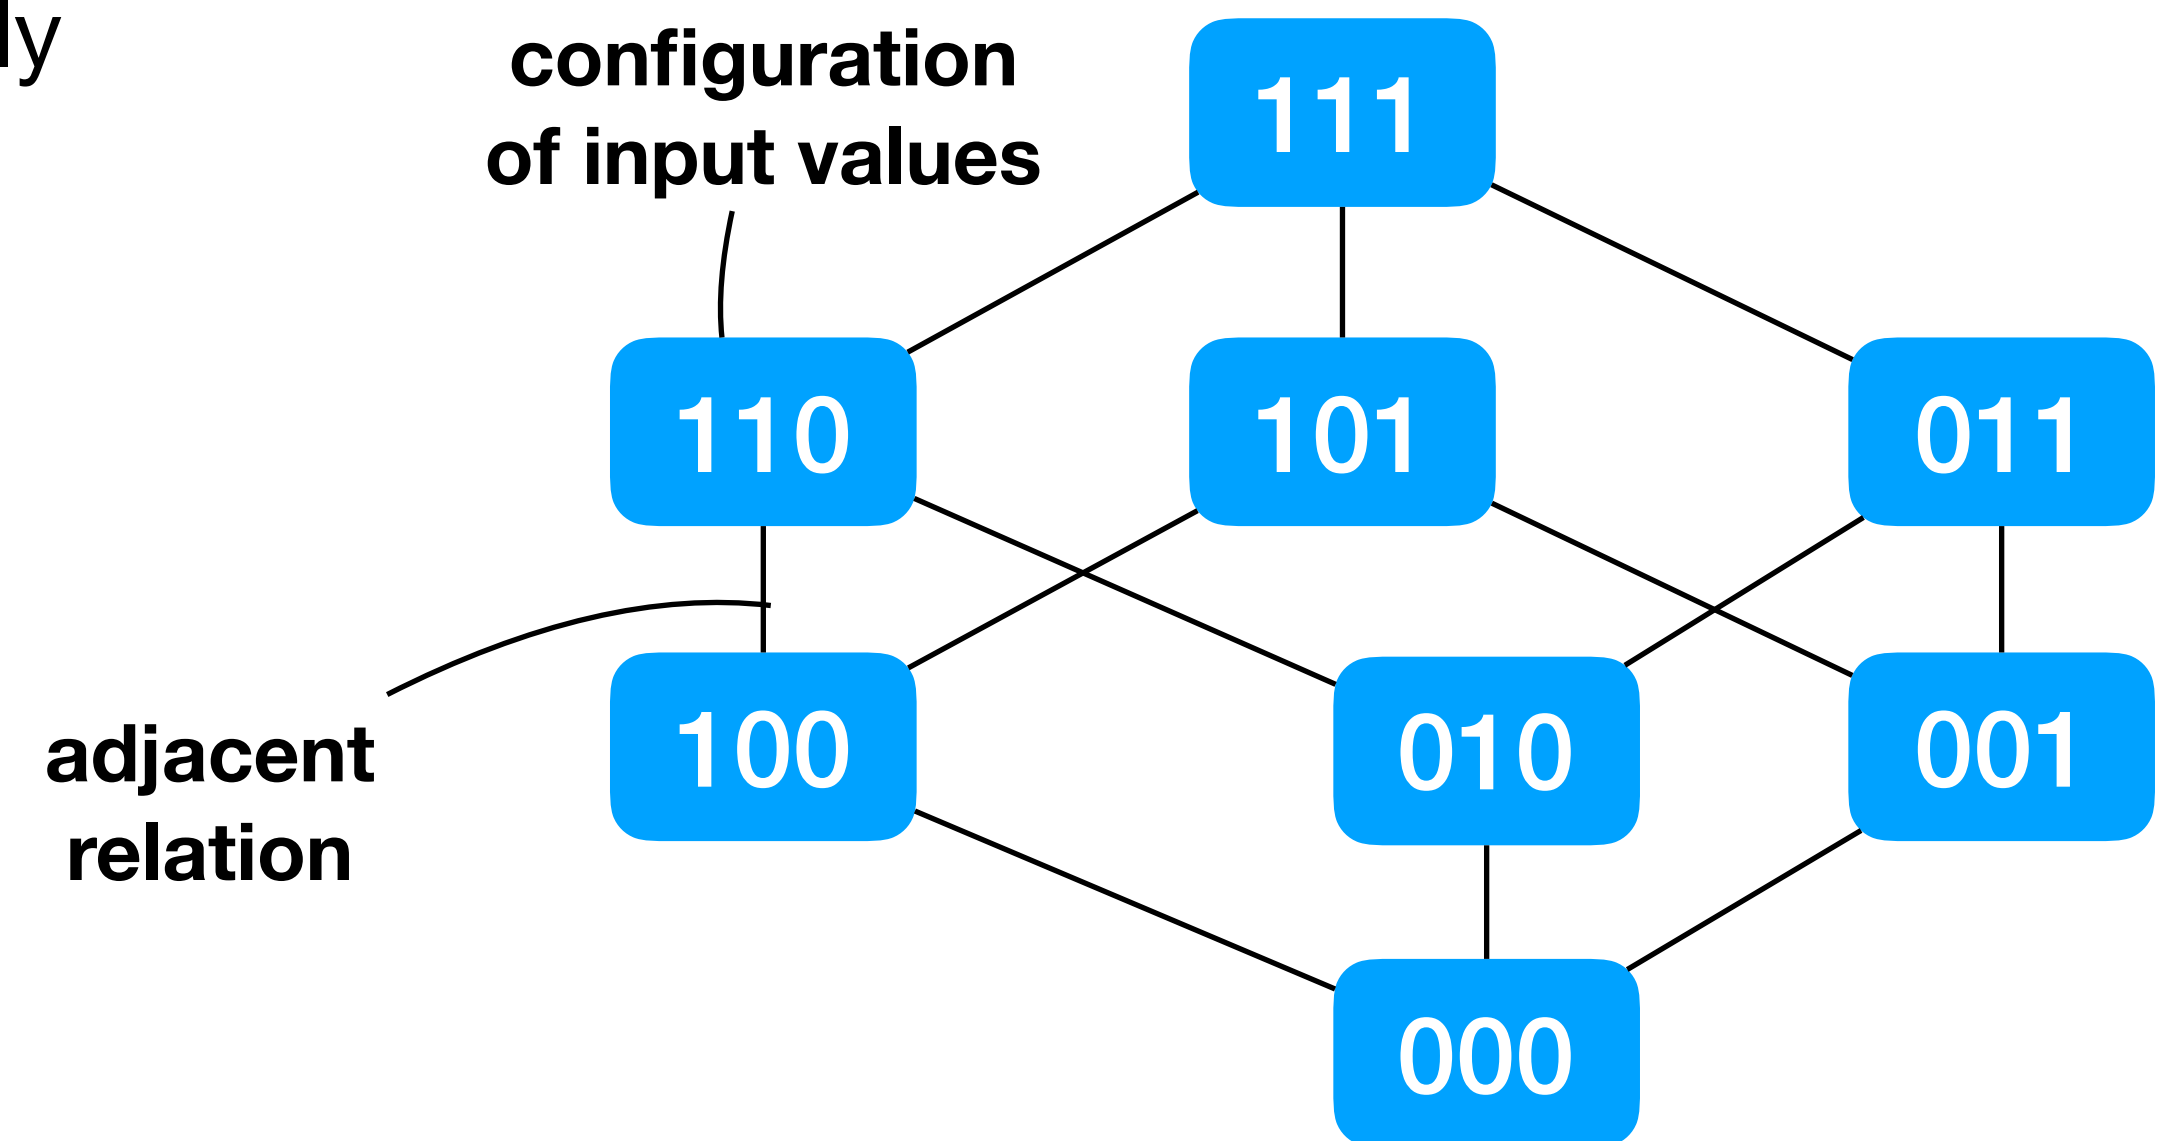 ly
configuration
of input values
111
110
101
011
adjacent
relation
100
010
001
000